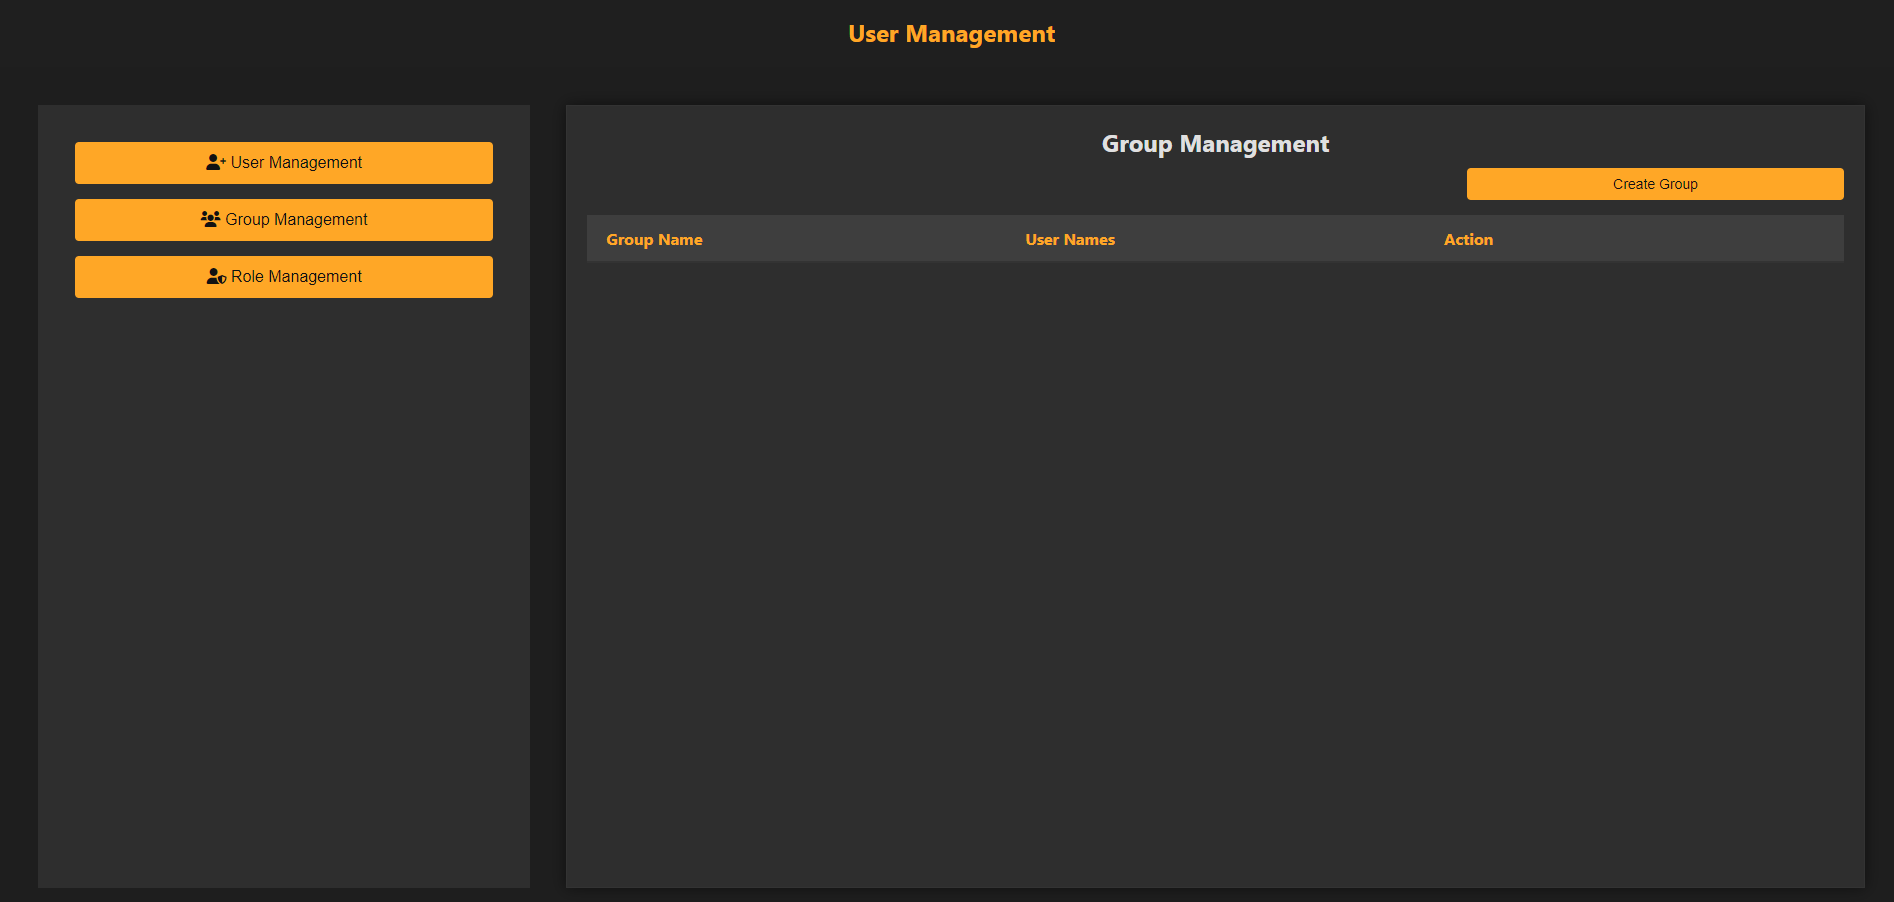 User Management
User Management
Group Management
Role Management
Group Management
Create Group
Group Name User Names Action